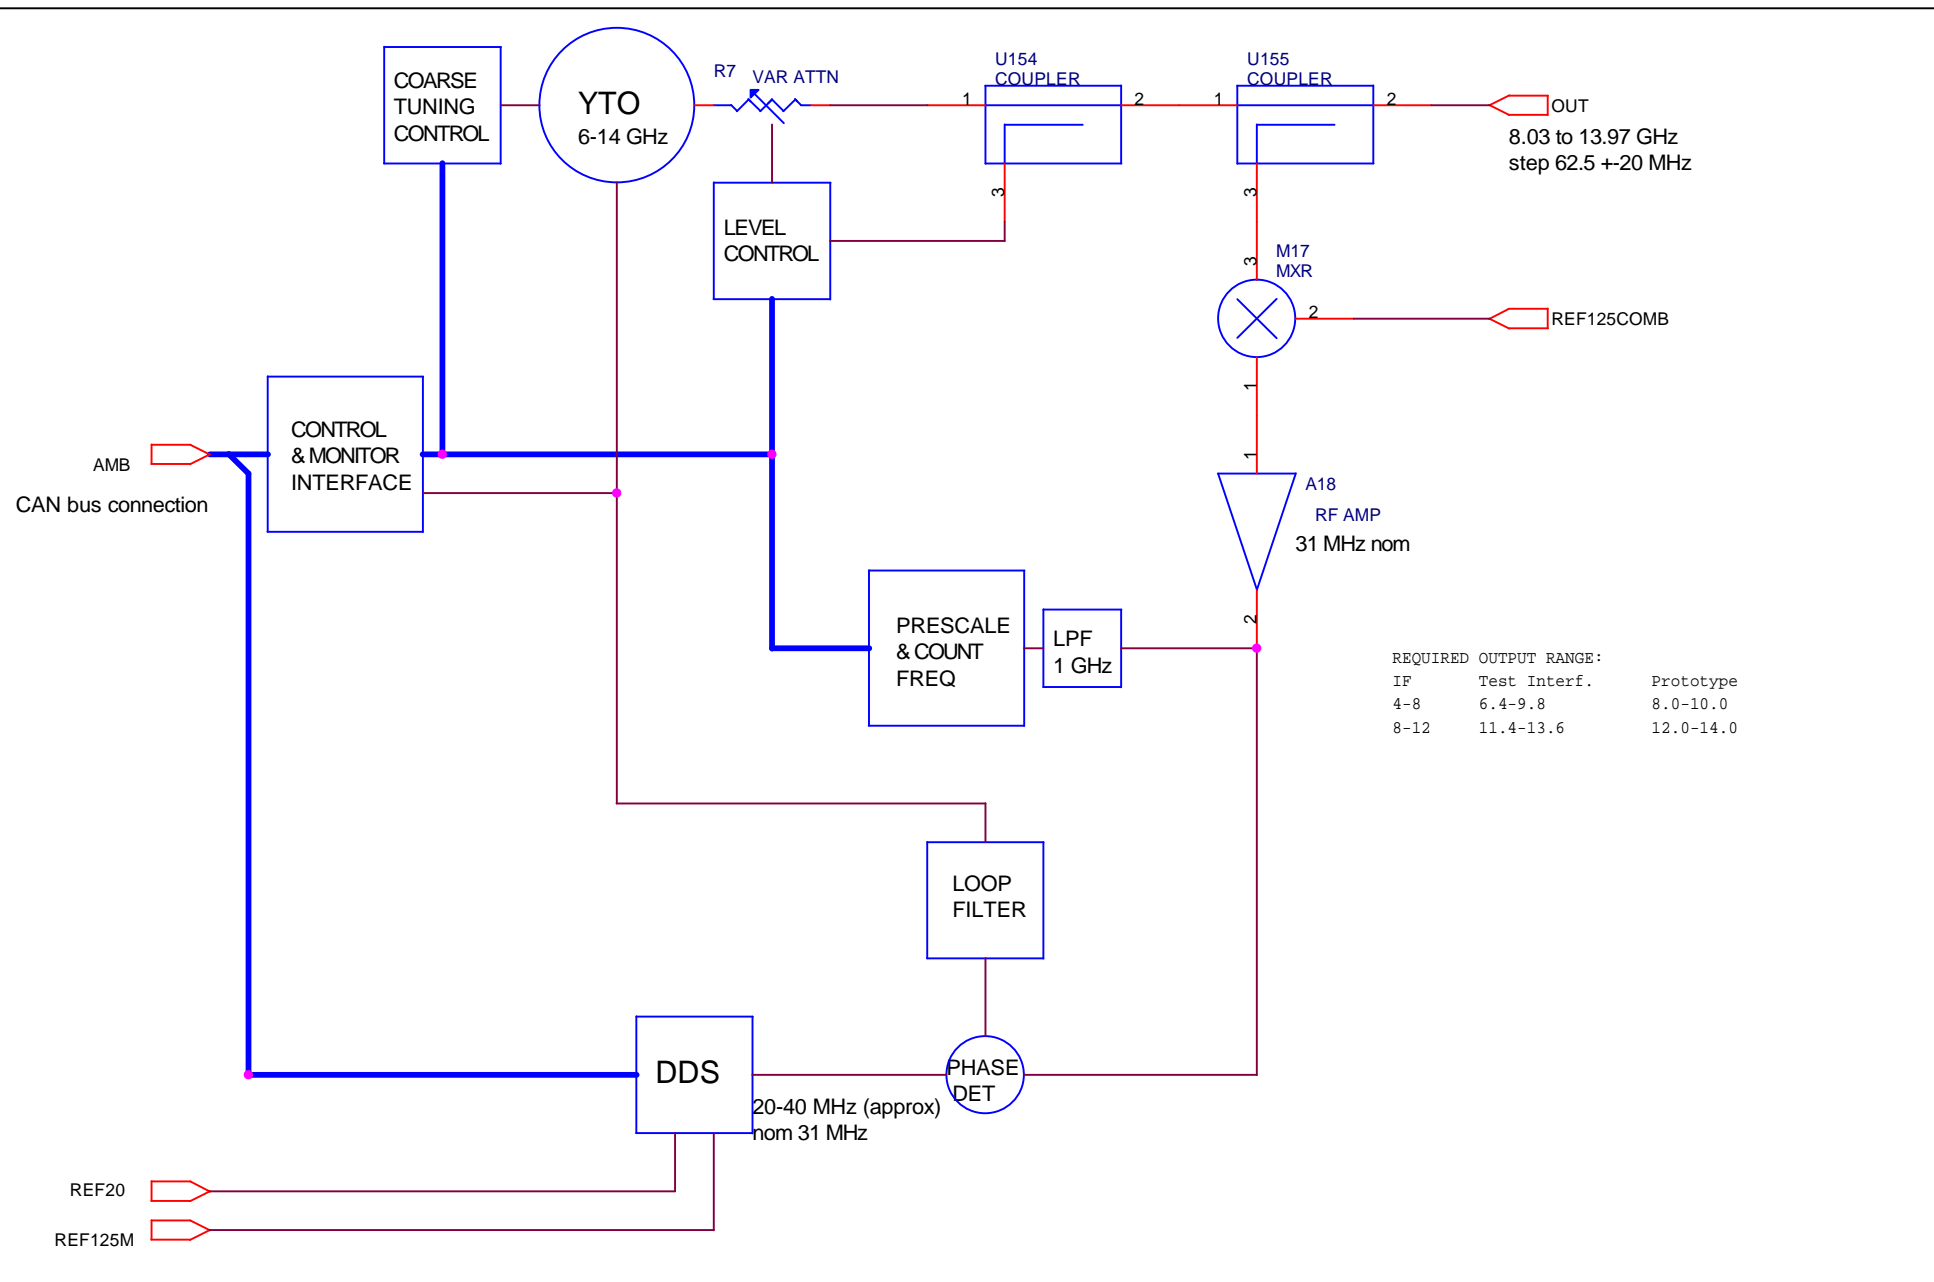 COARSE
TUNING
CONTROL
YTO
6-14 GHz
R7
VAR ATTN
U154
COUPLER
1
2
3
U155
COUPLER
1
2
3
OUT
8.03 to 13.97 GHz
step 62.5 +-20 MHz
LEVEL
CONTROL
3
M17
MXR
2
REF125COMB
1
CONTROL
& MONITOR
INTERFACE
AMB
CAN bus connection
1
A18
RF AMP
31 MHz nom
2
PRESCALE
& COUNT
FREQ
LPF
1 GHz
REQUIRED OUTPUT RANGE:
IF Test Interf. Prototype
4-8 6.4-9.8 8.0-10.0
8-12 11.4-13.6 12.0-14.0
LOOP
FILTER
DDS
PHASE
DET
20-40 MHz (approx)
nom 31 MHz
REF20
REF125M